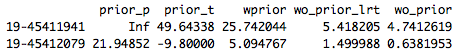 prior_p prior_t wprior wo_prior_lrt wo_prior
19-45411941 Inf 49.64338 25.742044 5.418205 4.7412619
19-45412079 21.94852 -9.80000 5.094767 1.499988 0.6381953